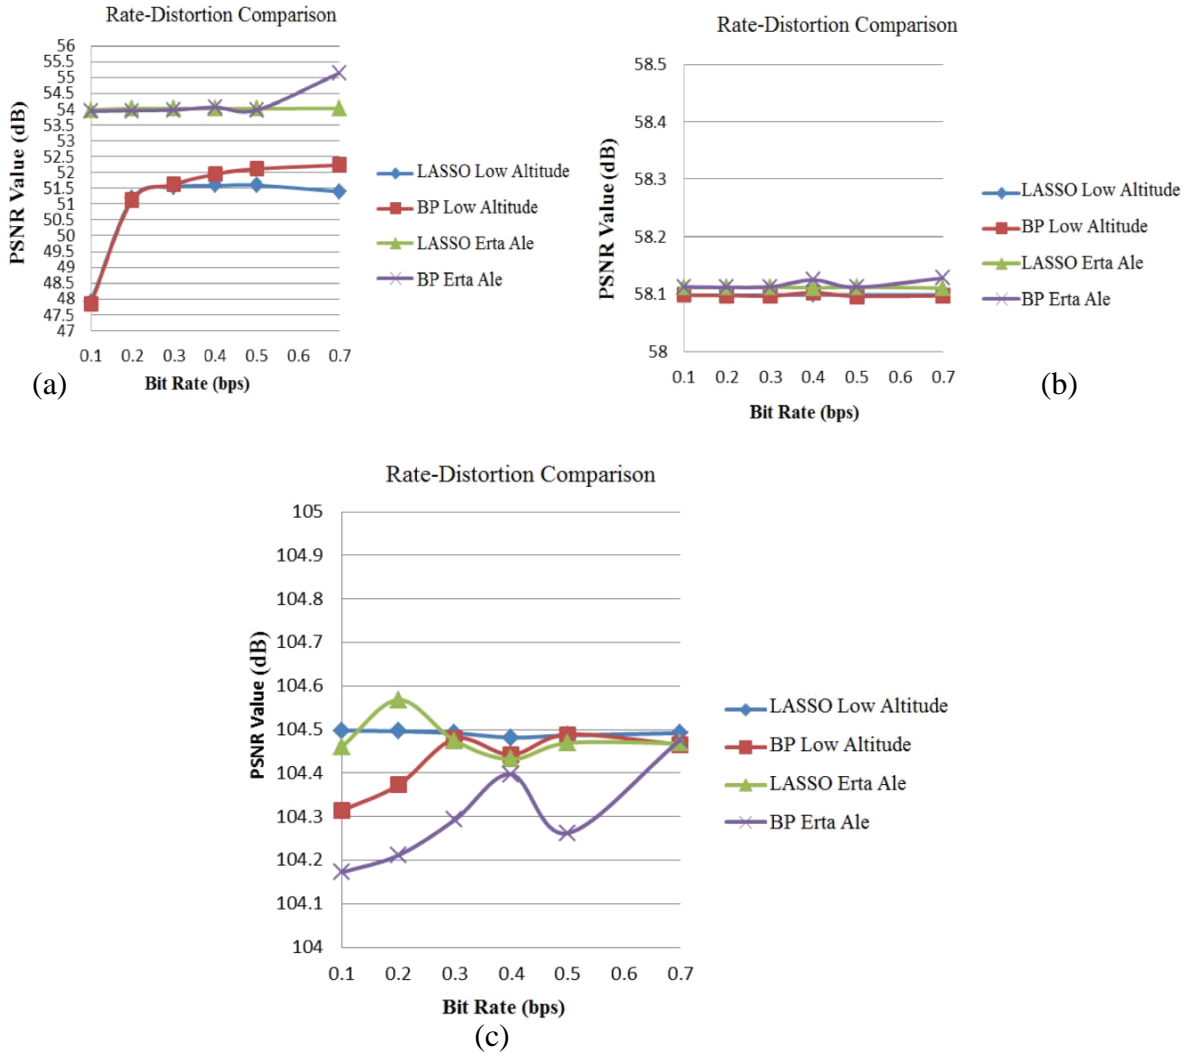 Rate-Distortion Comparison
PSNR Value (dB)
56
55.5
55
54.5
54
53.5
53
52.5
52
51.5
51
50.5
50
49.5
49
48.5
48
47.5
47
0.1 0.2 0.3 0.4 0.5 0.6 0.7
Bit Rate (bps)
LASSO Low Altitude
BP Low Altitude
LASSO Erta Ale
BP Erta Ale
(a)
Rate-Distortion Comparison
PSNR Value (dB)
58.5
58.4
58.3
58.2
58.1
58
0.1 0.2 0.3 0.4 0.5 0.6 0.7
Bit Rate (bps)
LASSO Low Altitude
BP Low Altitude
LASSO Erta Ale
BP Erta Ale
(b)
Rate-Distortion Comparison
PSNR Value (dB)
105
104.9
104.8
104.7
104.6
104.5
104.4
104.3
104.2
104.1
104
0.1 0.2 0.3 0.4 0.5 0.6 0.7
Bit Rate (bps)
LASSO Low Altitude
BP Low Altitude
LASSO Erta Ale
BP Erta Ale
(c)